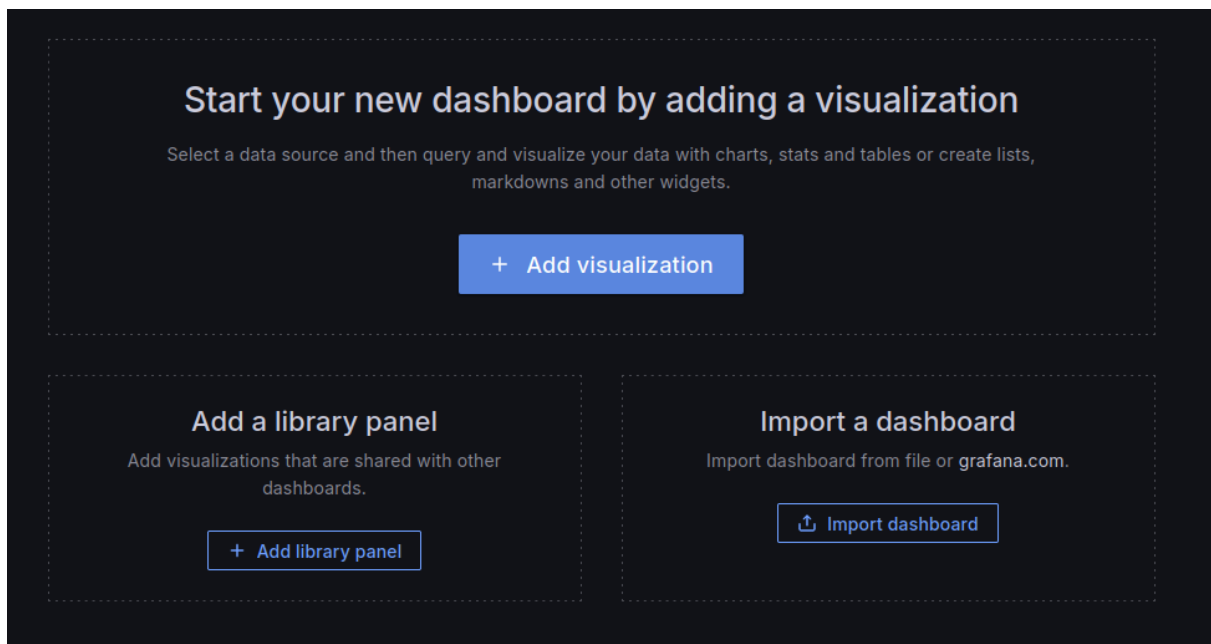 Start your new dashboard by adding a visualization
Select a data source and then query and visualize your data with charts, stats and tables or create lists,
markdowns and other widgets.
+ Add visualization
Add a library panel
Add visualizations that are shared with other
dashboards.
+ Add library panel
Import a dashboard
Import dashboard from file or grafana.com.
Import dashboard